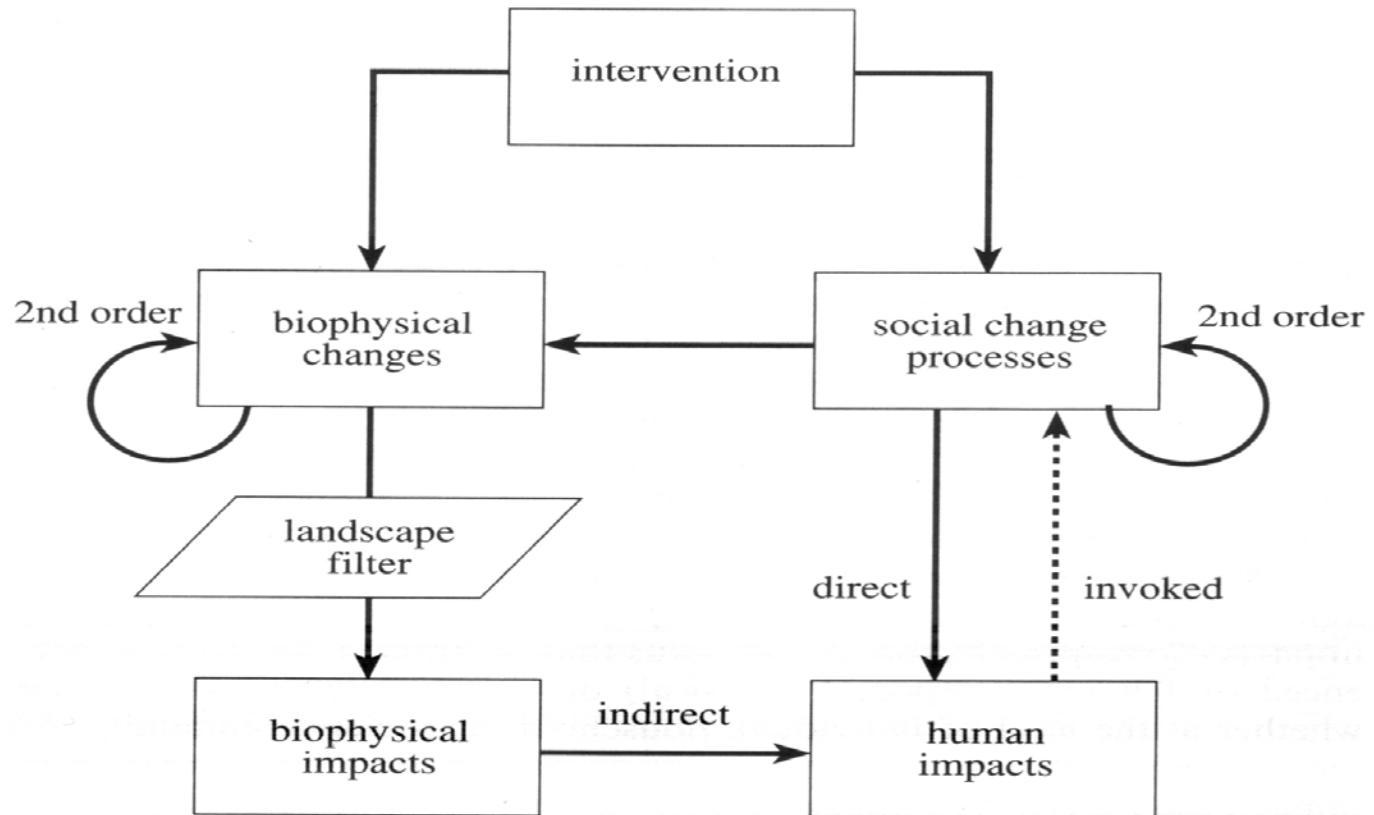 intervention
2nd order
biophysical
changes
social change
processes
2nd order
landscape
filter
direct
invoked
biophysical
impacts
indirect
human
impacts